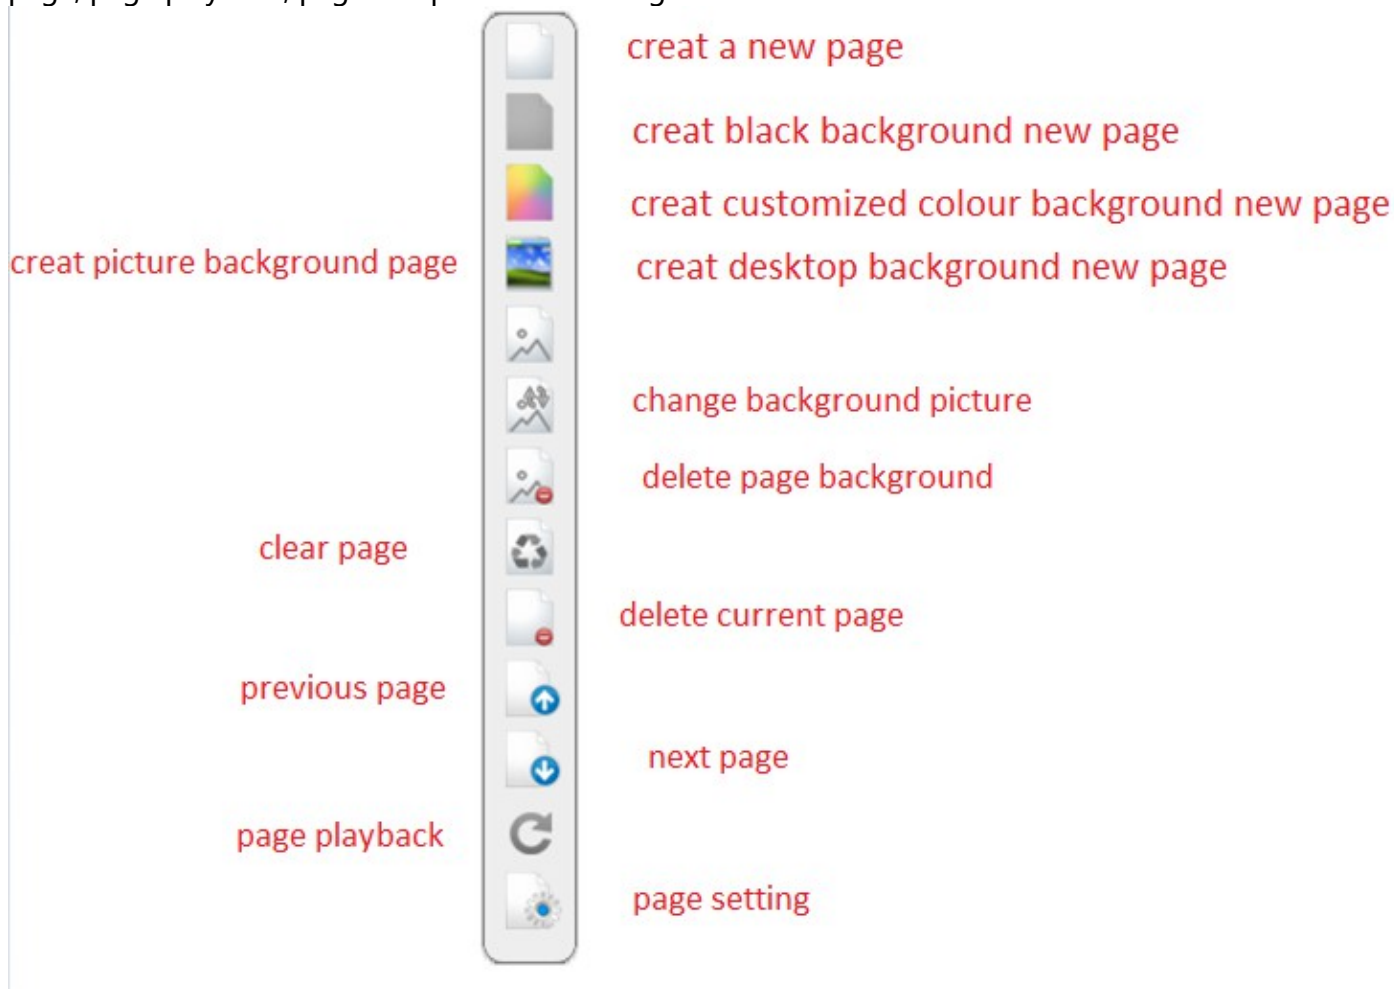 creat a new page
creat black background new page
creat customized colour background new page
creat picture background page
creat desktop background new page
change background picture
delete page background
clear page
delete current page
previous page
next page
page playback
page setting